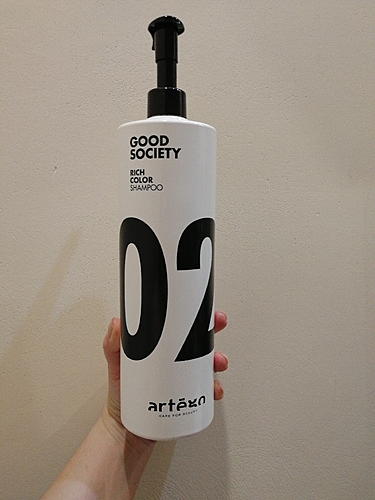 GOOD
SOCIETY
RICH
COLOR
SHAMPOO
02
artègo
CARE FOR BEAUTY